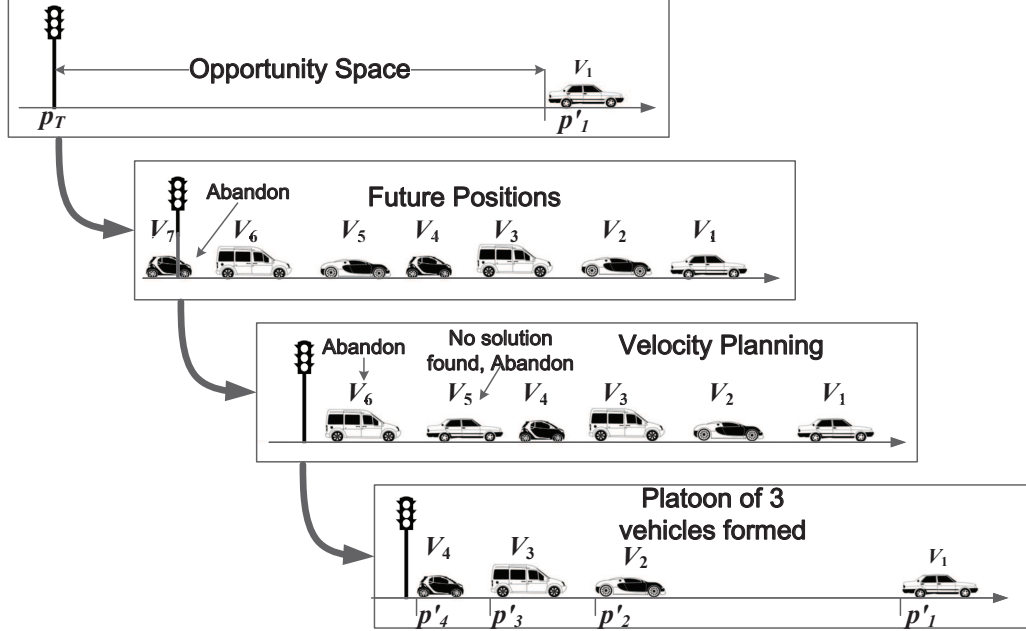 Opportunity Space
V₁
p_T
p'₁
Abandon
Future Positions
V₇ V₆ V₅ V₄ V₃ V₂ V₁
Abandon
No solution
found, Abandon
Velocity Planning
V₆ V₅ V₄ V₃ V₂ V₁
Platoon of 3
vehicles formed
V₄ V₃ V₂ V₁
p'₄ p'₃ p'₂ p'₁